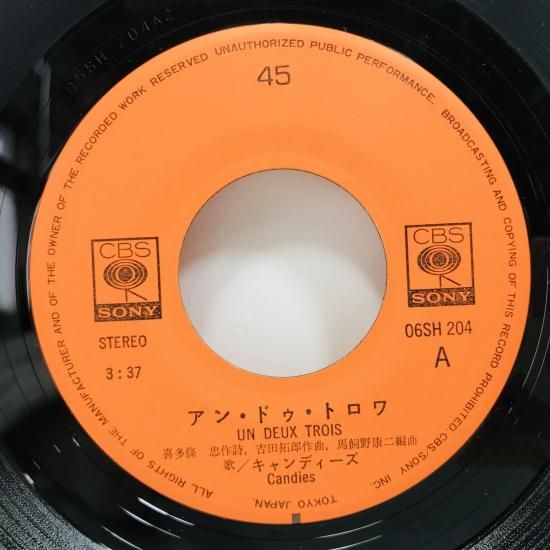 06SH 204A2
ALL RIGHTS OF THE MANUFACTURER AND OF THE OWNER OF THE RECORDED WORK RESERVED UNAUTHORIZED PUBLIC PERFORMANCE, BROADCASTING AND COPYING OF THIS RECORD PROHIBITED. CBS/SONY INC. TOKYO JAPAN.
45
CBS
SONY
CBS
SONY
STEREO
06SH 204
3:37
A
アン・ドゥ・トロワ
UN DEUX TROIS
喜多條 忠作詩, 吉田拓郎作曲, 馬飼野康二編曲
歌/キャンディーズ
Candies